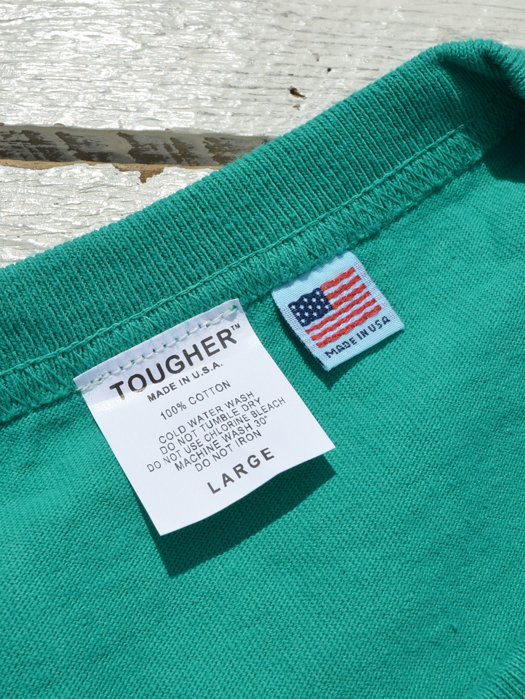 TOUGHER™
MADE IN U.S.A.
100% COTTON
COLD WATER WASH
DO NOT TUMBLE DRY
DO NOT USE CHLORINE BLEACH
MACHINE WASH 30°
DO NOT IRON
LARGE
MADE IN USA